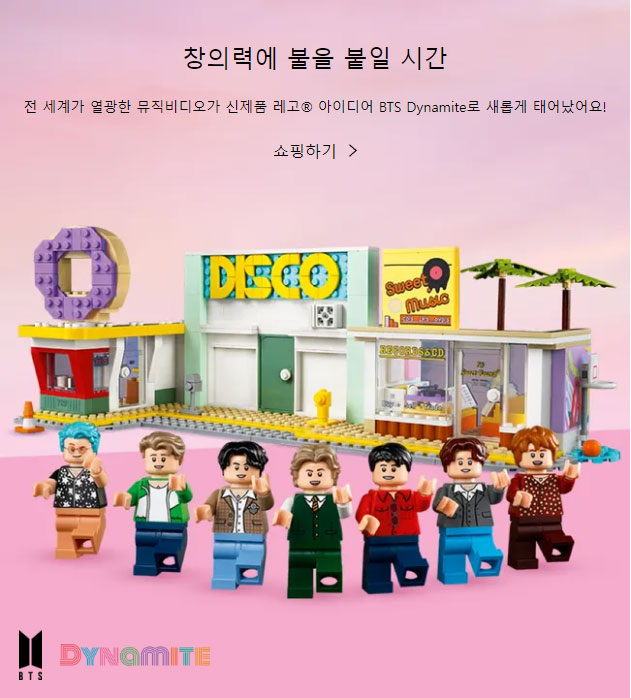 창의력에 불을 붙일 시간
전 세계가 열광한 뮤직비디오가 신제품 레고® 아이디어 BTS Dynamite로 새롭게 태어났어요!
쇼핑하기 >
DISCO
Sweet
Music
RECORDS&CD
BTS
DYNAMITE